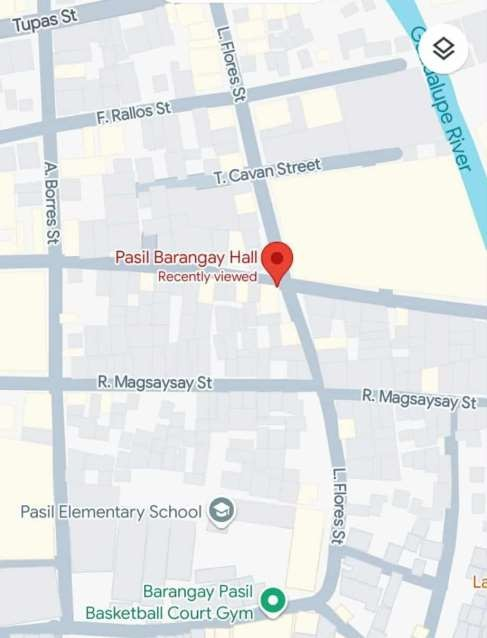 Tupas St
L. Flores St
Guadalupe River
F. Rallos St
T. Cavan Street
A. Borres St
Pasil Barangay Hall
Recently viewed
R. Magsaysay St
R. Magsaysay St
L. Flores St
Pasil Elementary School
La
Barangay Pasil
Basketball Court Gym